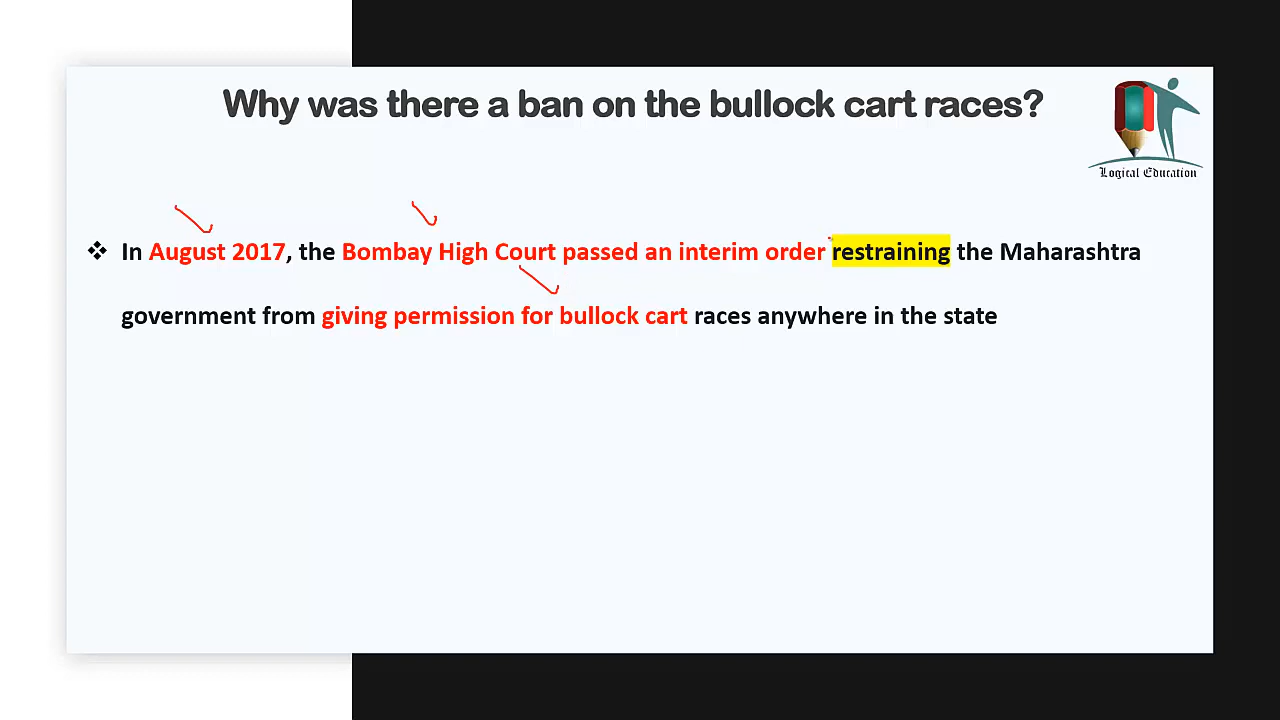 Why was there a ban on the bullock cart races?
Logical Education
❖ In August 2017, the Bombay High Court passed an interim order restraining the Maharashtra
government from giving permission for bullock cart races anywhere in the state